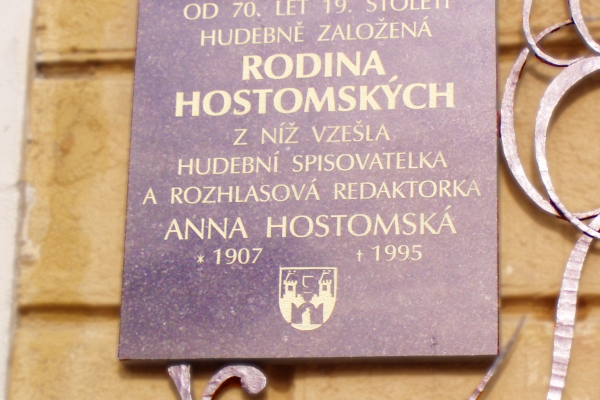 OD 70. LET 19. STOLETÍ
HUDEBNĚ ZALOŽENÁ
RODINA
HOSTOMSKÝCH
Z NÍŽ VZEŠLA
HUDEBNÍ SPISOVATELKA
A ROZHLASOVÁ REDAKTORKA
ANNA HOSTOMSKÁ
* 1907 † 1995